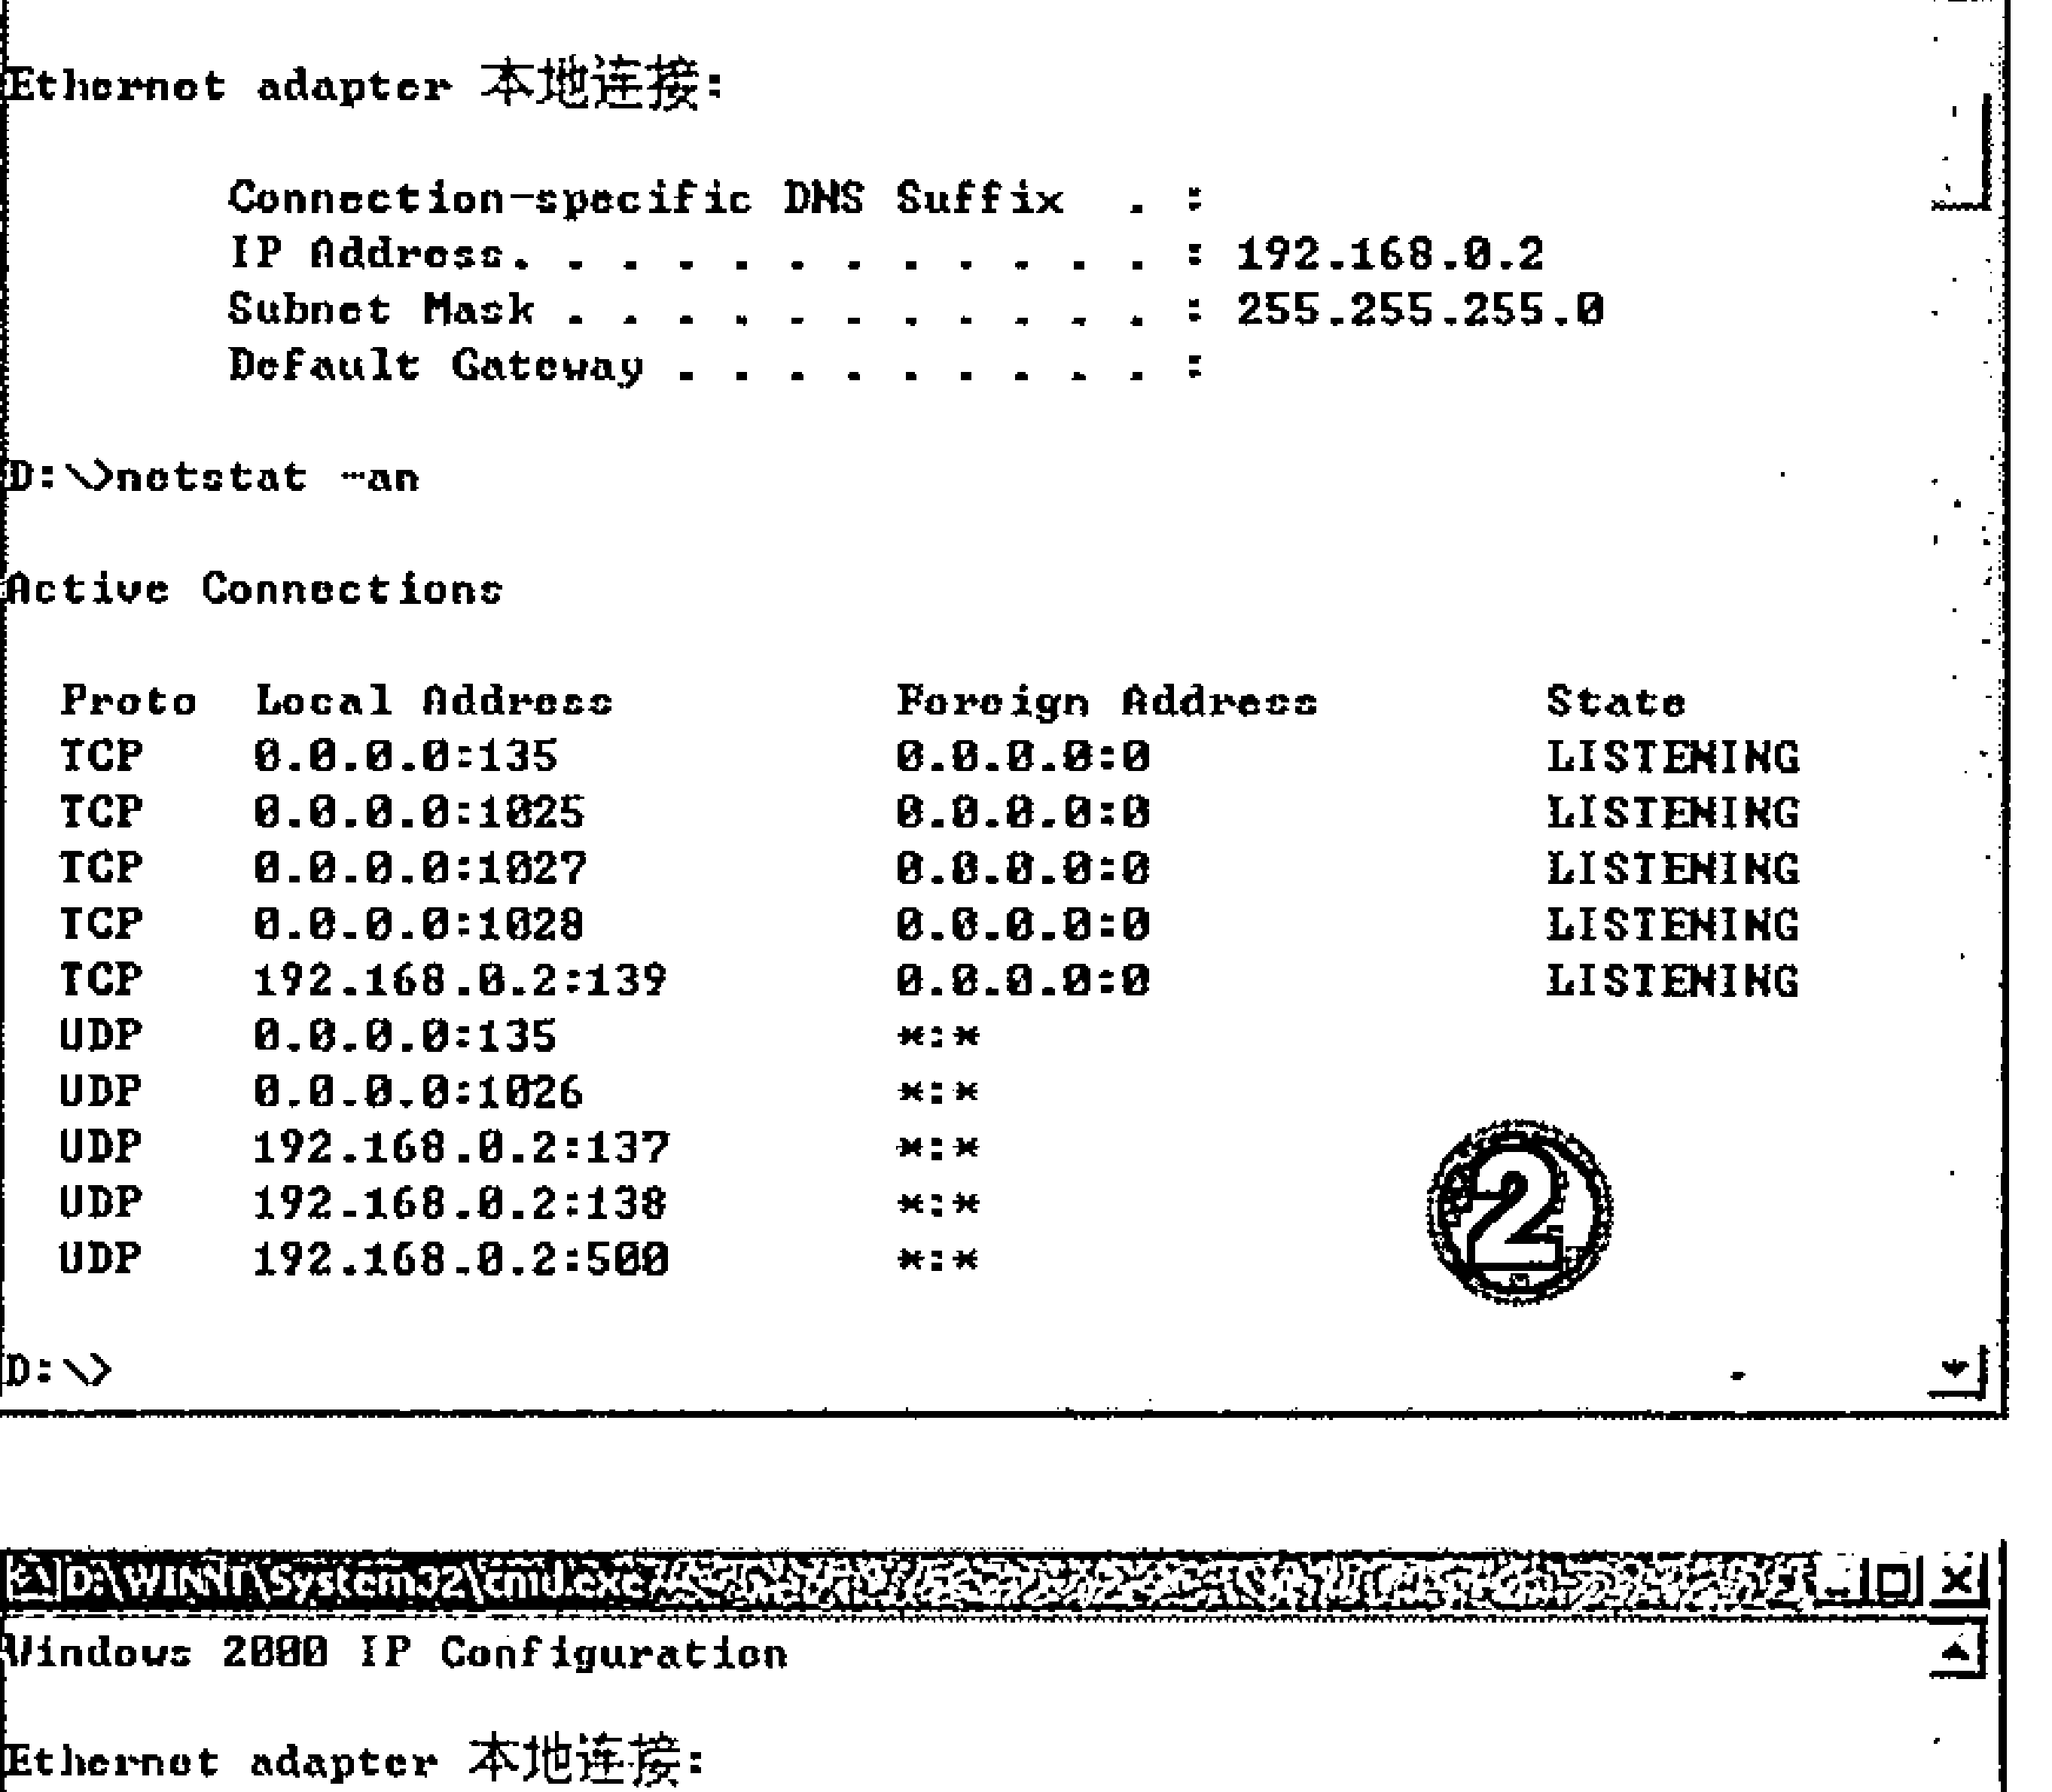 Ethernet adapter 本地连接:
Connection-specific DNS Suffix  . :
IP Address. . . . . . . . . . . . : 192.168.0.2
Subnet Mask . . . . . . . . . . . : 255.255.255.0
Default Gateway . . . . . . . . . :
D:\>netstat -an
Active Connections
Proto  Local Address          Foreign Address        State
TCP    0.0.0.0:135            0.0.0.0:0              LISTENING
TCP    0.0.0.0:1025           0.0.0.0:0              LISTENING
TCP    0.0.0.0:1027           0.0.0.0:0              LISTENING
TCP    0.0.0.0:1028           0.0.0.0:0              LISTENING
TCP    192.168.0.2:139        0.0.0.0:0              LISTENING
UDP    0.0.0.0:135            *:*
UDP    0.0.0.0:1026           *:*
UDP    192.168.0.2:137        *:*
UDP    192.168.0.2:138        *:*
UDP    192.168.0.2:500        *:*
2
D:\>
D:\WINNT\System32\cmd.exe
Windows 2000 IP Configuration
Ethernet adapter 本地连接: